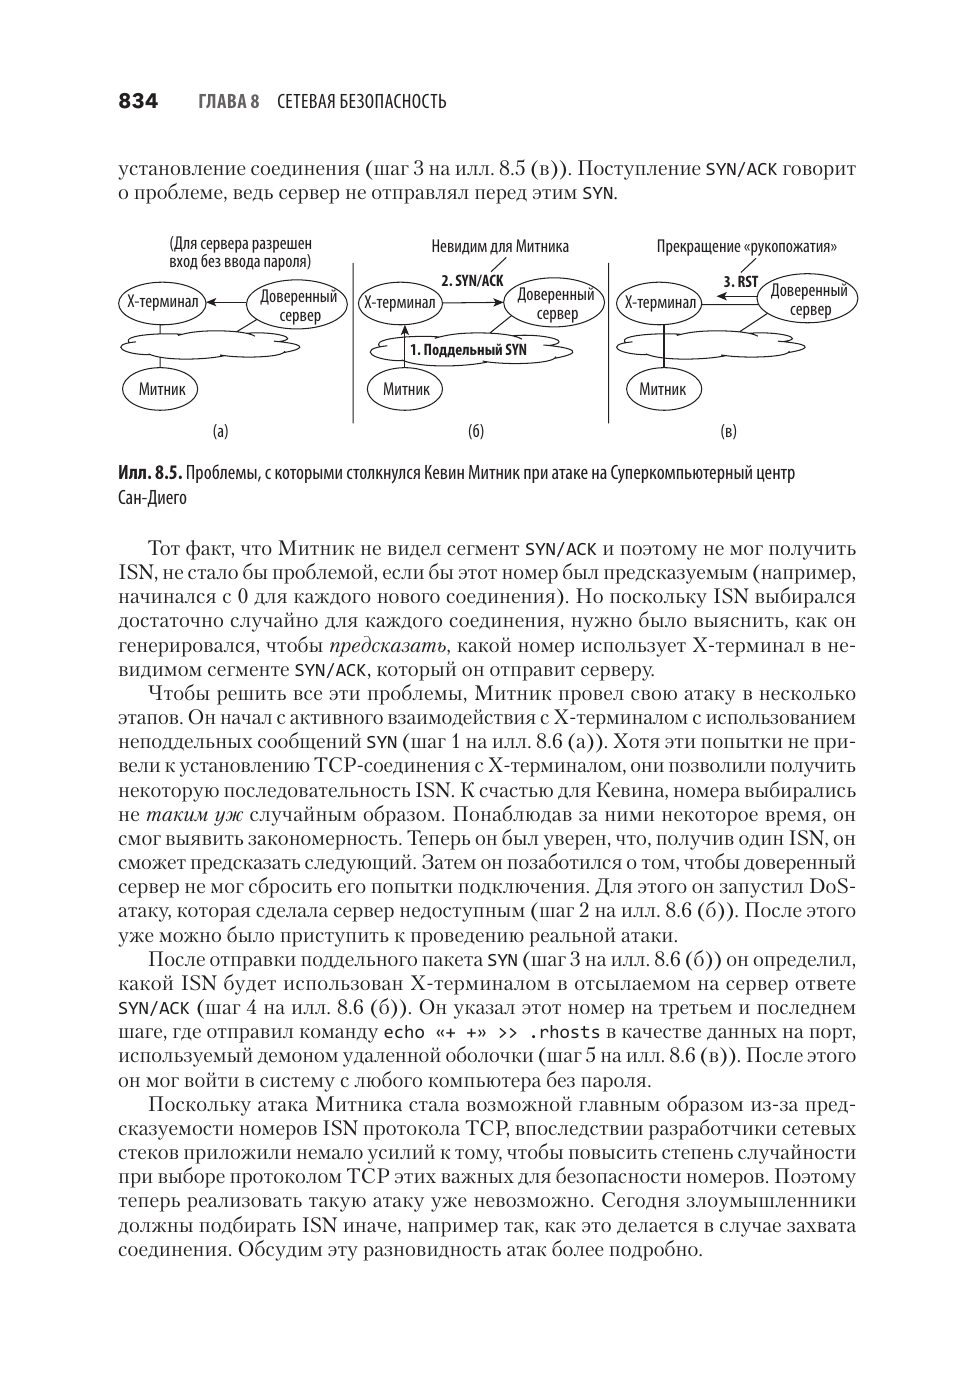 834 ГЛАВА 8 СЕТЕВАЯ БЕЗОПАСНОСТЬ
установление соединения (шаг 3 на илл. 8.5 (в)). Поступление SYN/ACK говорит
о проблеме, ведь сервер не отправлял перед этим SYN.
(Для сервера разрешен
вход без ввода пароля)
X-терминал
Доверенный
сервер
Митник
(а)
Невидим для Митника
2. SYN/ACK
X-терминал
Доверенный
сервер
1. Поддельный SYN
Митник
(б)
Прекращение «рукопожатия»
3. RST
X-терминал
Доверенный
сервер
Митник
(в)
Илл. 8.5. Проблемы, с которыми столкнулся Кевин Митник при атаке на Суперкомпьютерный центр
Сан-Диего
Тот факт, что Митник не видел сегмент SYN/ACK и поэтому не мог получить
ISN, не стало бы проблемой, если бы этот номер был предсказуемым (например,
начинался с 0 для каждого нового соединения). Но поскольку ISN выбирался
достаточно случайно для каждого соединения, нужно было выяснить, как он
генерировался, чтобы предсказать, какой номер использует X-терминал в не-
видимом сегменте SYN/ACK, который он отправит серверу.
Чтобы решить все эти проблемы, Митник провел свою атаку в несколько
этапов. Он начал с активного взаимодействия с X-терминалом с использованием
неподдельных сообщений SYN (шаг 1 на илл. 8.6 (а)). Хотя эти попытки не при-
вели к установлению TCP-соединения с X-терминалом, они позволили получить
некоторую последовательность ISN. К счастью для Кевина, номера выбирались
не таким уж случайным образом. Понаблюдав за ними некоторое время, он
смог выявить закономерность. Теперь он был уверен, что, получив один ISN, он
сможет предсказать следующий. Затем он позаботился о том, чтобы доверенный
сервер не мог сбросить его попытки подключения. Для этого он запустил DoS-
атаку, которая сделала сервер недоступным (шаг 2 на илл. 8.6 (б)). После этого
уже можно было приступить к проведению реальной атаки.
После отправки поддельного пакета SYN (шаг 3 на илл. 8.6 (б)) он определил,
какой ISN будет использован X-терминалом в отсылаемом на сервер ответе
SYN/ACK (шаг 4 на илл. 8.6 (б)). Он указал этот номер на третьем и последнем
шаге, где отправил команду echo «+ +» >> .rhosts в качестве данных на порт,
используемый демоном удаленной оболочки (шаг 5 на илл. 8.6 (в)). После этого
он мог войти в систему с любого компьютера без пароля.
Поскольку атака Митника стала возможной главным образом из-за пред-
сказуемости номеров ISN протокола TCP, впоследствии разработчики сетевых
стеков приложили немало усилий к тому, чтобы повысить степень случайности
при выборе протоколом TCP этих важных для безопасности номеров. Поэтому
теперь реализовать такую атаку уже невозможно. Сегодня злоумышленники
должны подбирать ISN иначе, например так, как это делается в случае захвата
соединения. Обсудим эту разновидность атак более подробно.